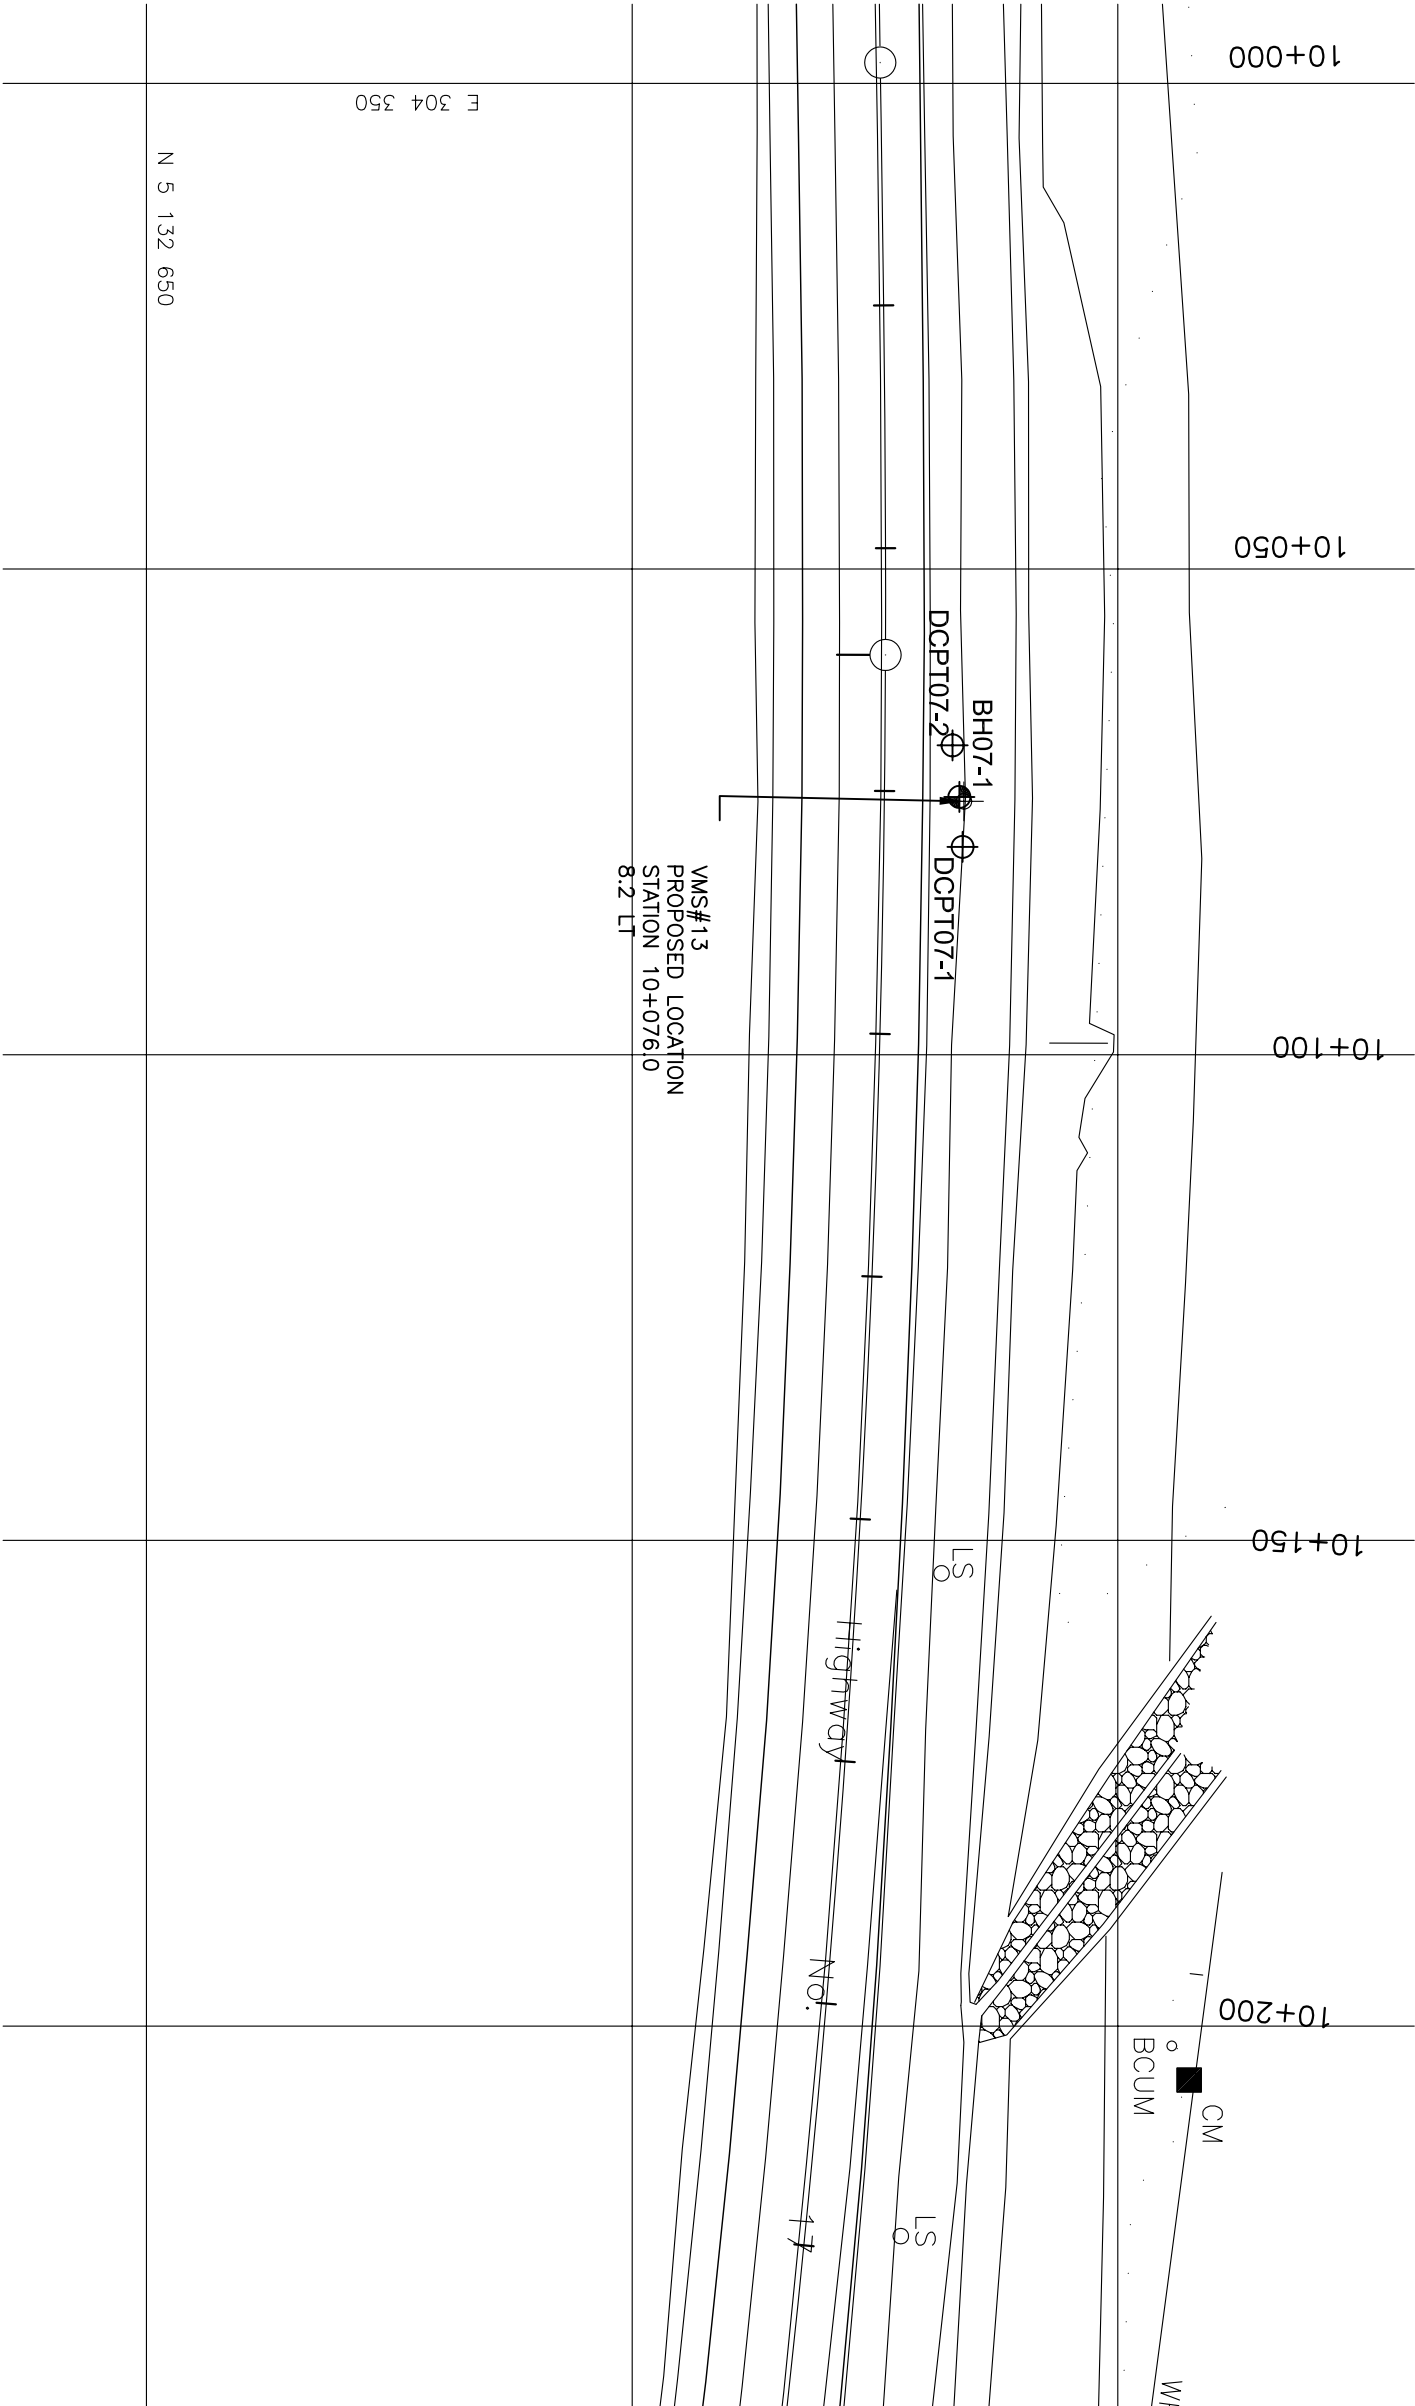 10+000
E 304 350
N 5 132 650
10+050
DCPT07-2
BH07-1
DCPT07-1
VMS#13
PROPOSED LOCATION
STATION 10+076.0
8.2 LT
10+100
10+150
LS
Highway
No.
17
10+200
BCUM
CM
LS